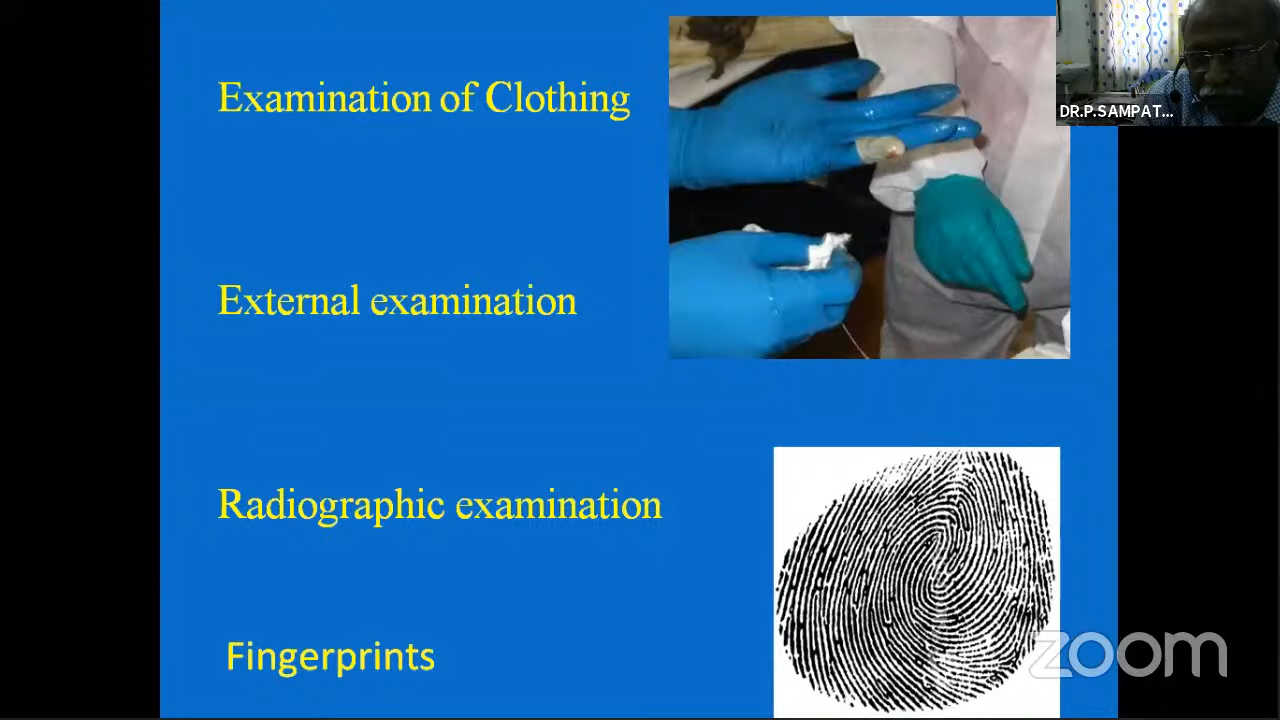 Examination of Clothing
DR.P.SAMPAT...
External examination
Radiographic examination
Fingerprints
zoom